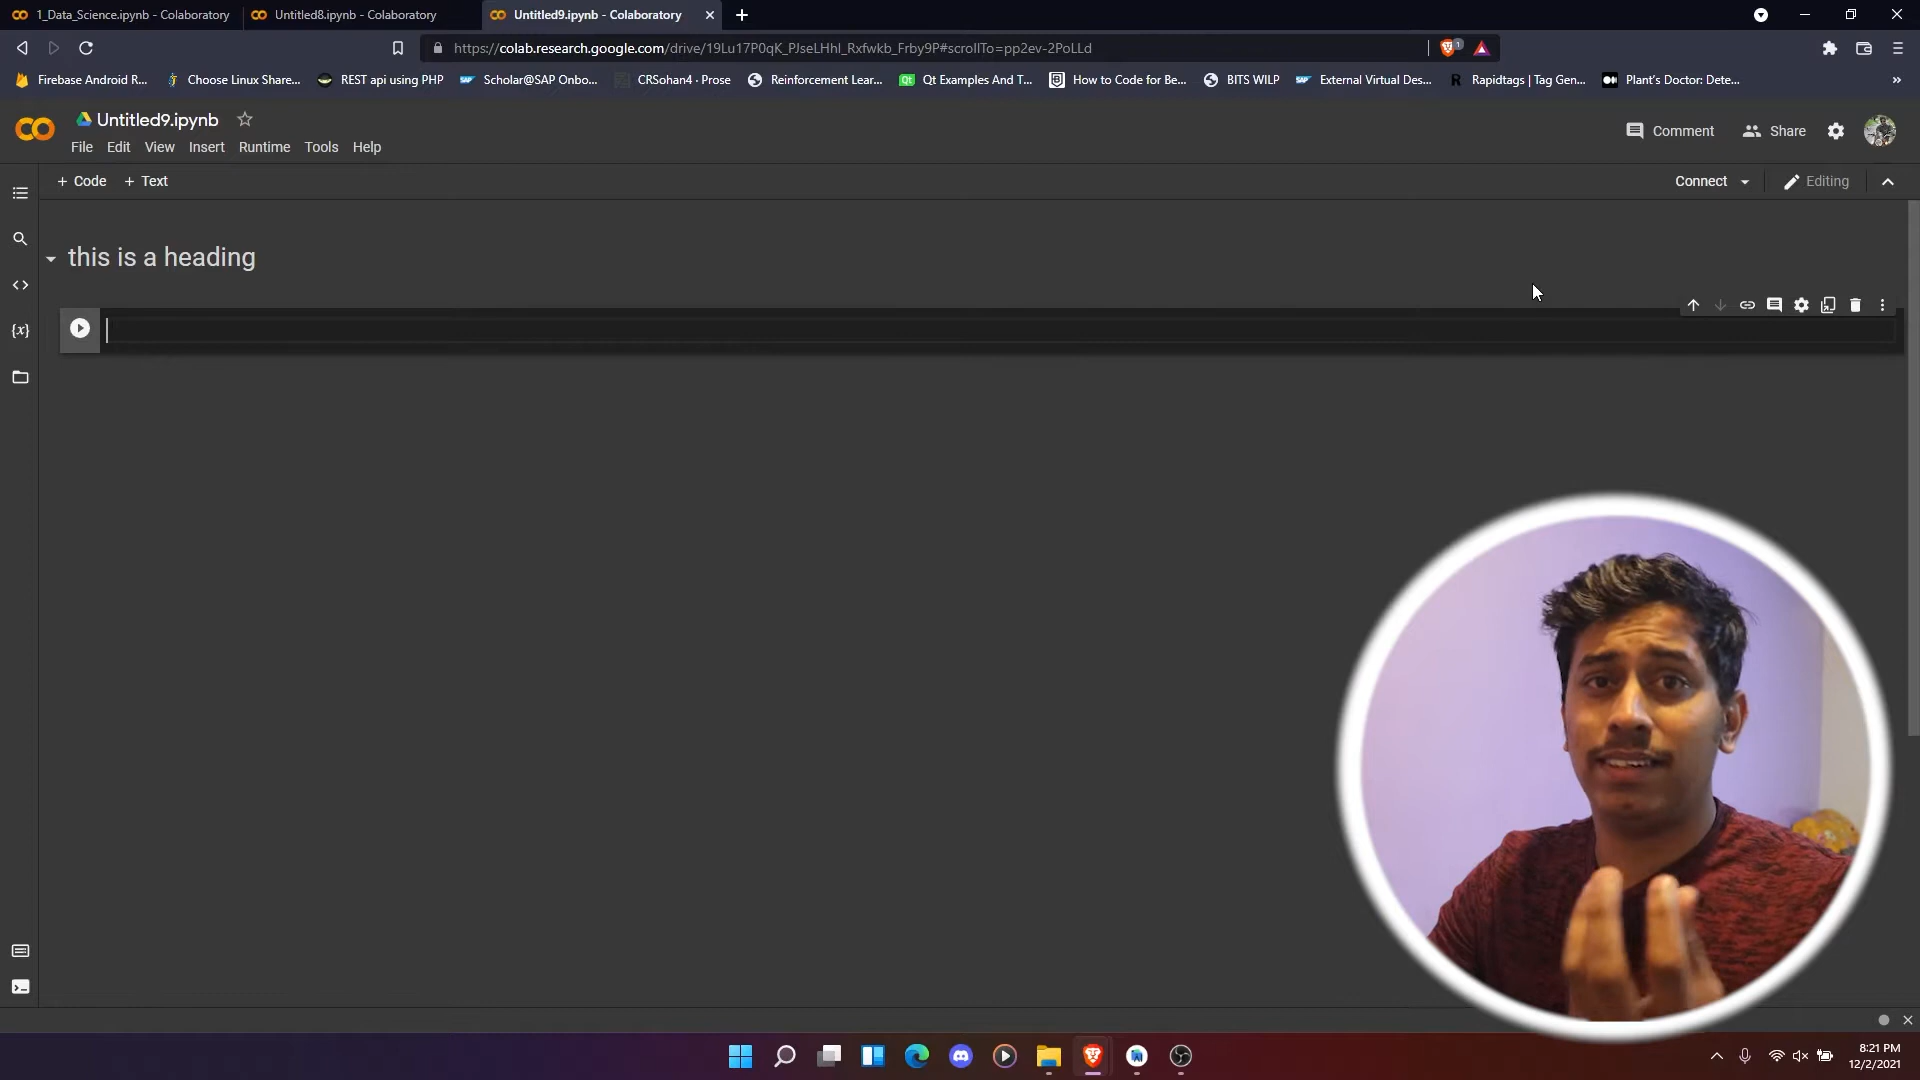 1_Data_Science.ipynb - Colaboratory
Untitled8.ipynb - Colaboratory
Untitled9.ipynb - Colaboratory
https://colab.research.google.com/drive/19Lu17P0qK_PJseLHhl_Rxfwkb_Frby9P#scrollTo=pp2ev-2PoLLd
1
Firebase Android R...
Choose Linux Share...
REST api using PHP
Scholar@SAP Onbo...
CRSohan4 - Prose
Reinforcement Lear...
Qt Examples And T...
How to Code for Be...
BITS WILP
External Virtual Des...
Rapidtags | Tag Gen...
Plant's Doctor: Dete...
Untitled9.ipynb
Comment
Share
File Edit View Insert Runtime Tools Help
+ Code + Text
Connect
Editing
this is a heading
8:21 PM
12/2/2021